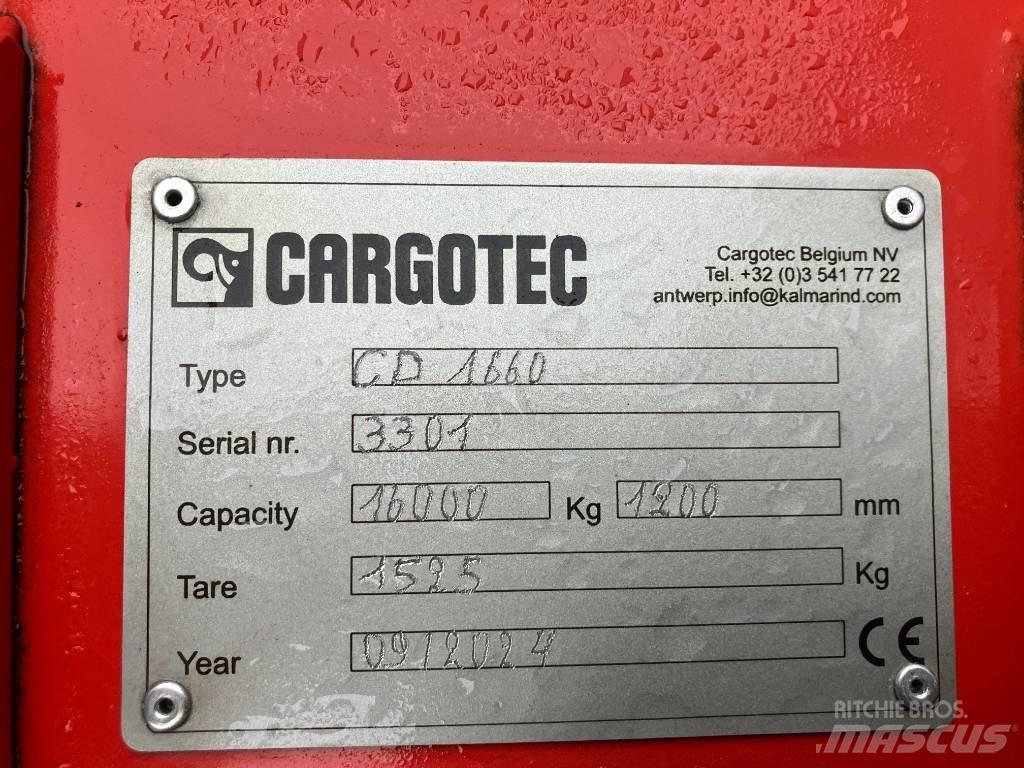 CARGOTEC
Cargotec Belgium NV
Tel. +32 (0)3 541 77 22
antwerp.info@kalmarind.com
Type CD 1660
Serial nr. 3301
Capacity 16000 Kg 1200 mm
Tare 1525 Kg
Year 09/2024 CE
RITCHIE BROS.
MASCUS